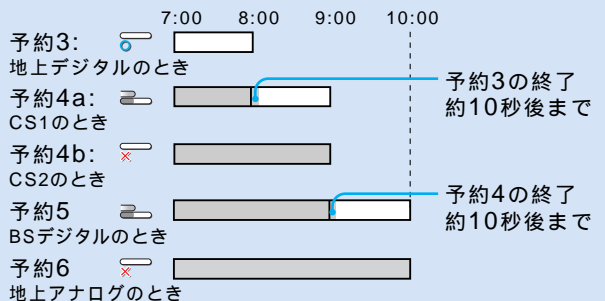 7:00 8:00 9:00 10:00
予約3:
地上デジタルのとき
予約3の終了
約10秒後まで
予約4a:
CS1のとき
予約4b:
CS2のとき
予約4の終了
約10秒後まで
予約5
BSデジタルのとき
予約6
地上アナログのとき